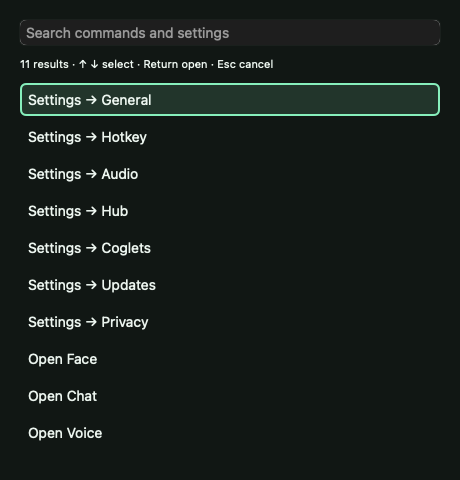 Search commands and settings
11 results · ↑ ↓ select · Return open · Esc cancel
Settings → General
Settings → Hotkey
Settings → Audio
Settings → Hub
Settings → Coglets
Settings → Updates
Settings → Privacy
Open Face
Open Chat
Open Voice